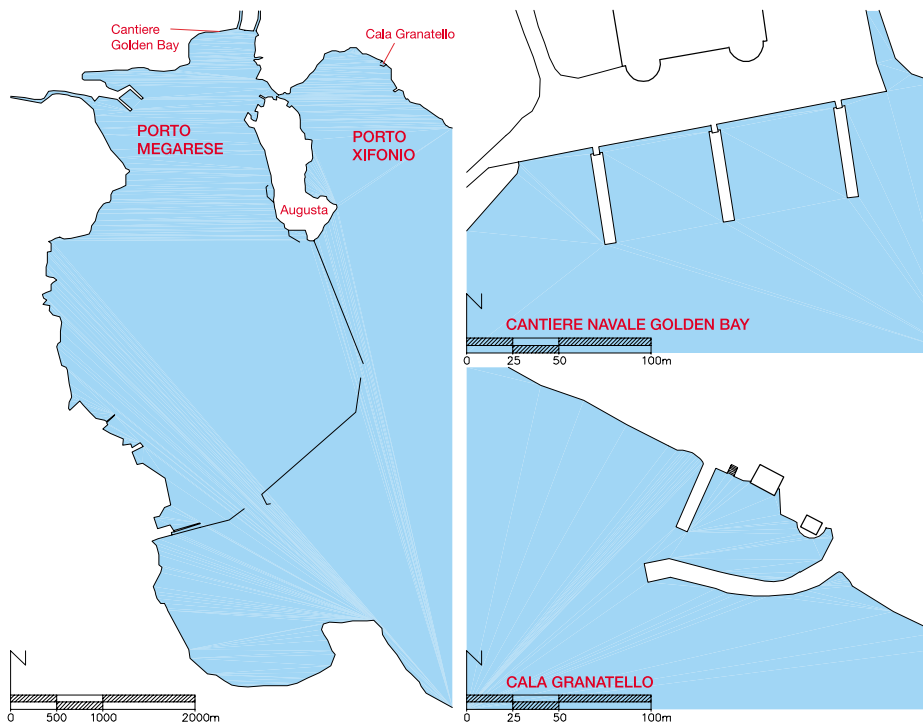 Cantiere
Golden Bay
Cala Granatello
PORTO
MEGARESE
PORTO
XIFONIO
Augusta
N
0 500 1000 2000m
CANTIERE NAVALE GOLDEN BAY
N
0 25 50 100m
CALA GRANATELLO
N
0 25 50 100m